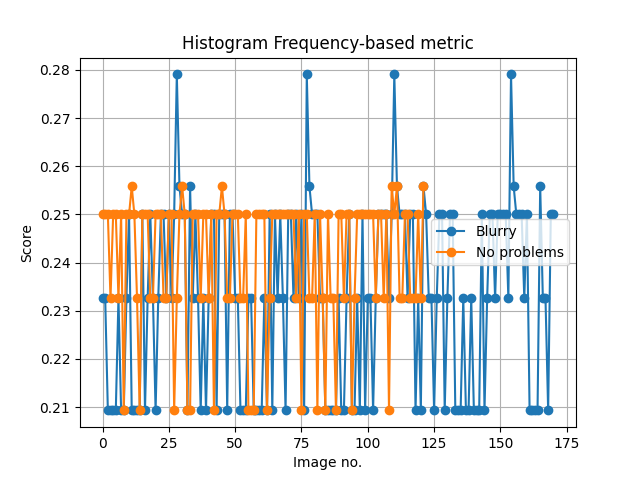 Histogram Frequency-based metric
0.28
0.27
0.26
0.25
0.24
0.23
0.22
0.21
Score
Blurry
No problems
0 25 50 75 100 125 150 175
Image no.